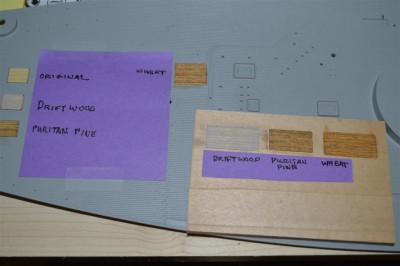 ORIGINAL WHEAT
DRIFTWOOD
PURITAN PINE
DRIFTWOOD PURITAN WHEAT
PINE